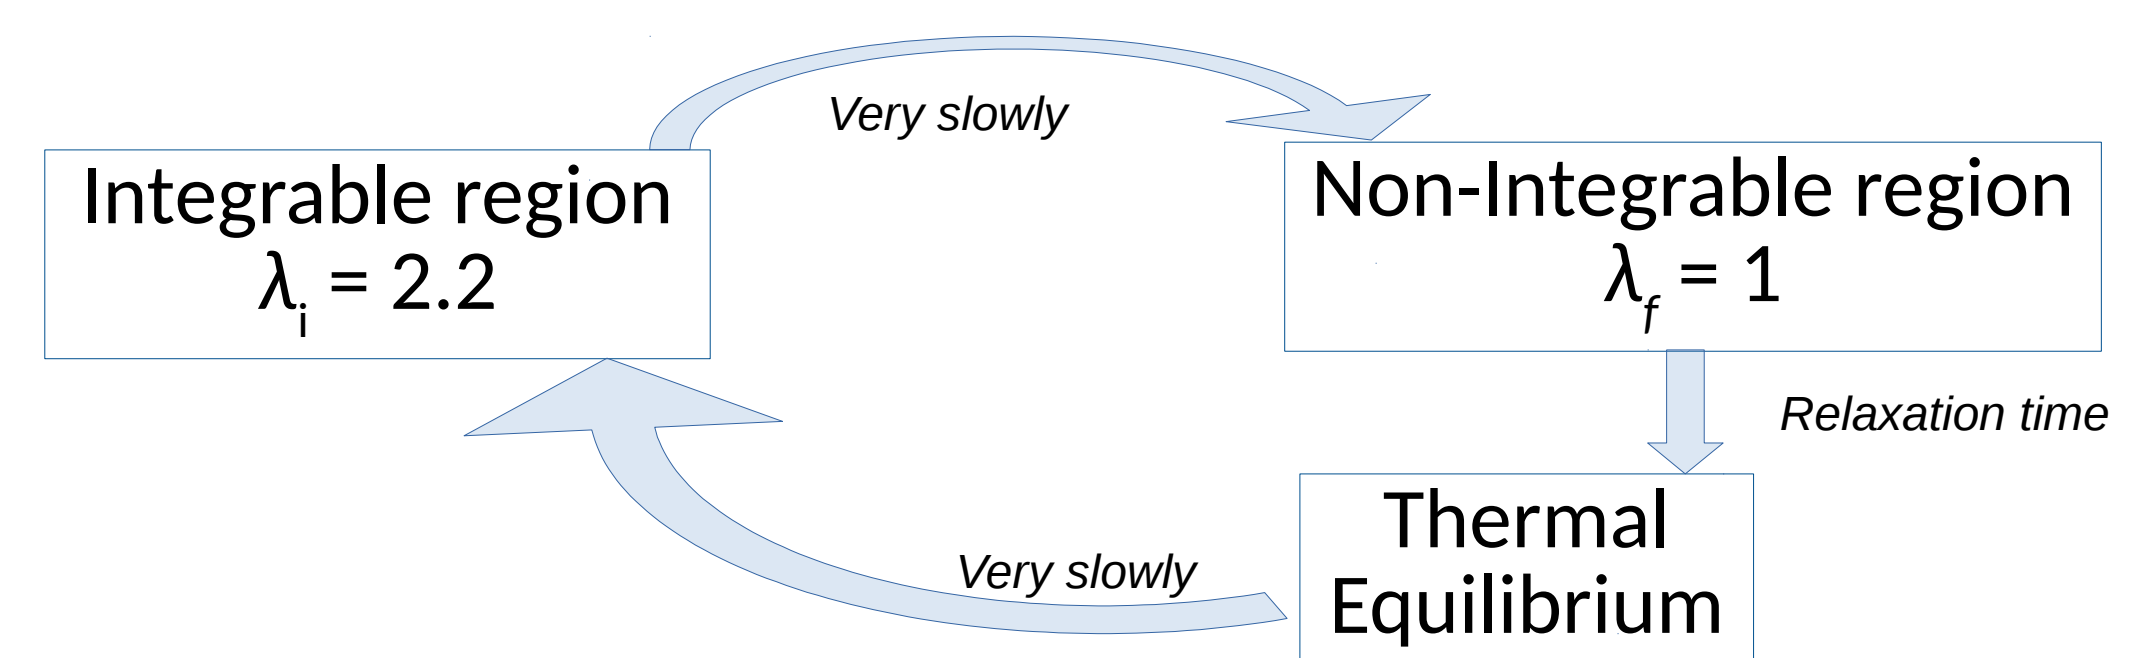 Very slowly
Integrable region
λi = 2.2
Non-Integrable region
λf = 1
Relaxation time
Thermal
Equilibrium
Very slowly